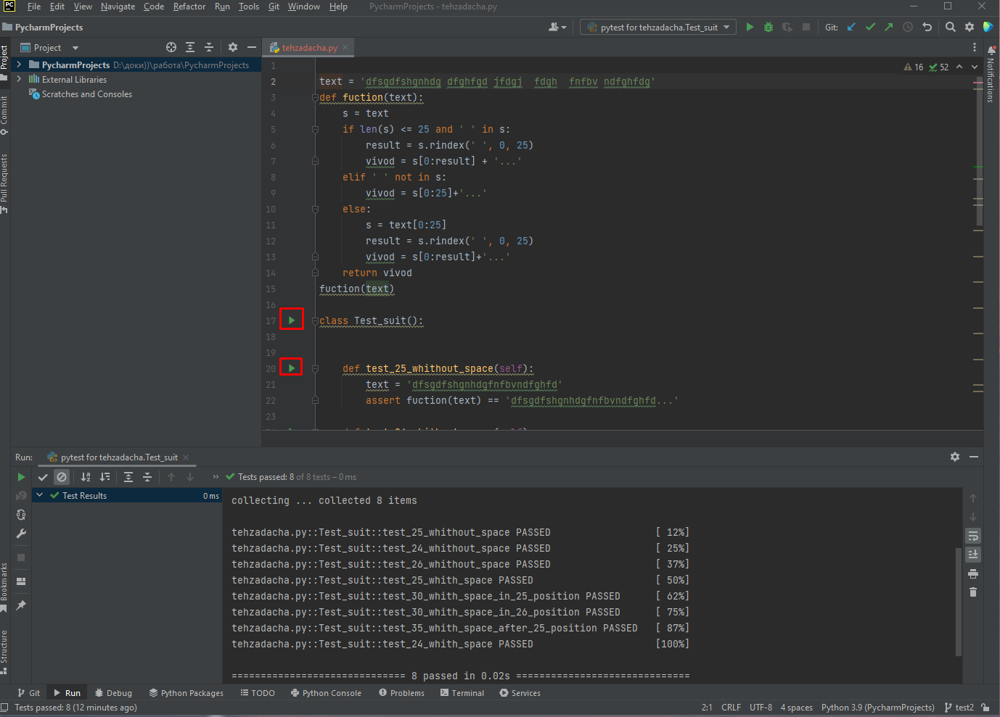 PC File Edit View Navigate Code Refactor Run Tools Git Window Help PycharmProjects - tehzadacha.py
PycharmProjects pytest for tehzadacha.Test_suit Git:
Project
Project tehzadacha.py
PycharmProjects D:\доки))\работа\PycharmProjects
External Libraries
Scratches and Consoles
Commit
Pull Requests
Bookmarks
Structure
Notifications
16 52
1
2 text = 'dfsgdfshgnhdg dfghfgd jfdgj  fdgh  fnfbv ndfghfdg'
3 def fuction(text):
4 s = text
5 if len(s) <= 25 and ' ' in s:
6 result = s.rindex(' ', 0, 25)
7 vivod = s[0:result] + '...'
8 elif ' ' not in s:
9 vivod = s[0:25]+'...'
10 else:
11 s = text[0:25]
12 result = s.rindex(' ', 0, 25)
13 vivod = s[0:result]+'...'
14 return vivod
15 fuction(text)
16
17 class Test_suit():
18
19
20 def test_25_whithout_space(self):
21 text = 'dfsgdfshgnhdgfnfbvndfghfd'
22 assert fuction(text) == 'dfsgdfshgnhdgfnfbvndfghfd...'
23
Run: pytest for tehzadacha.Test_suit
» Tests passed: 8 of 8 tests – 0 ms
Test Results 0 ms
collecting ... collected 8 items
tehzadacha.py::Test_suit::test_25_whithout_space PASSED [ 12%]
tehzadacha.py::Test_suit::test_24_whithout_space PASSED [ 25%]
tehzadacha.py::Test_suit::test_26_whithout_space PASSED [ 37%]
tehzadacha.py::Test_suit::test_25_whith_space PASSED [ 50%]
tehzadacha.py::Test_suit::test_30_whith_space_in_25_position PASSED [ 62%]
tehzadacha.py::Test_suit::test_30_whith_space_in_26_position PASSED [ 75%]
tehzadacha.py::Test_suit::test_35_whith_space_after_25_position PASSED [ 87%]
tehzadacha.py::Test_suit::test_24_whith_space PASSED [100%]
============================== 8 passed in 0.02s ==============================
Git Run Debug Python Packages TODO Python Console Problems Terminal Services
Tests passed: 8 (12 minutes ago) 2:1 CRLF UTF-8 4 spaces Python 3.9 (PycharmProjects) test2